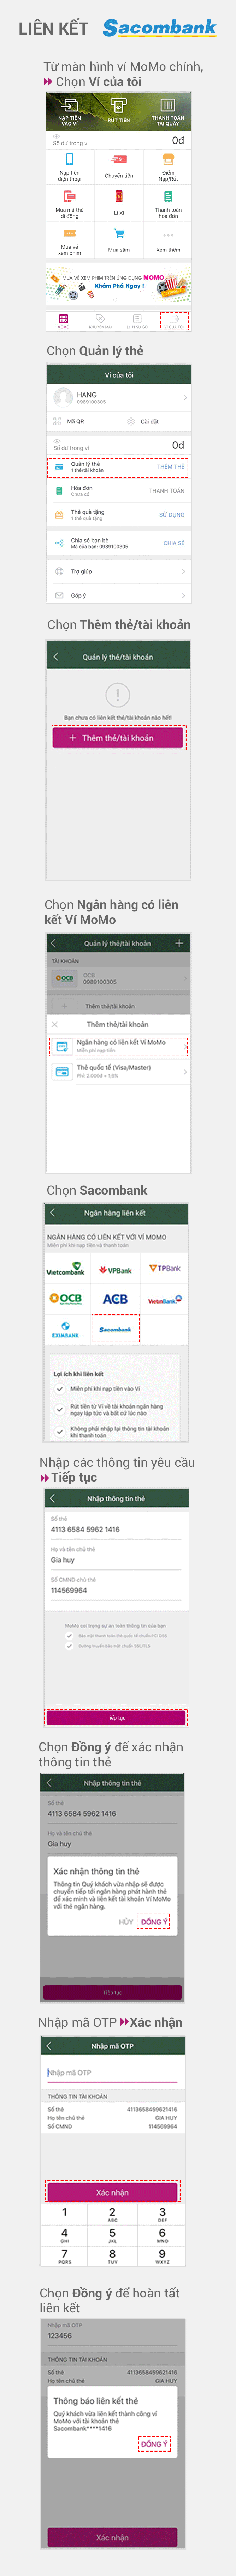 LIÊN KẾT Sacombank
Từ màn hình ví MoMo chính,
Chọn Ví của tôi
NẠP TIỀN VÀO VÍ
RÚT TIỀN
THANH TOÁN TẠI QUẦY
Số dư trong ví
0đ
Nạp tiền điện thoại
Chuyển tiền
Điểm Nạp/Rút
Mua mã thẻ di động
Lì Xì
Thanh toán hoá đơn
Mua vé xem phim
Mua sắm
Xem thêm
MUA VÉ XEM PHIM TRÊN ỨNG DỤNG MOMO
Khám Phá Ngay !
MOMO
KHUYẾN MÃI
LỊCH SỬ GD
VÍ CỦA TÔI
Chọn Quản lý thẻ
Ví của tôi
HANG
0989100305
Mã QR
Cài đặt
Số dư trong ví
0đ
Quản lý thẻ
1 thẻ/tài khoản
THÊM THẺ
Hóa đơn
Chưa có
THANH TOÁN
Thẻ quà tặng
1 thẻ quà tặng
SỬ DỤNG
Chia sẻ bạn bè
Mã của bạn: 0989100305
CHIA SẺ
Trợ giúp
Góp ý
Chọn Thêm thẻ/tài khoản
Quản lý thẻ/tài khoản
Bạn chưa có liên kết thẻ/tài khoản nào hết!
+ Thêm thẻ/tài khoản
Chọn Ngân hàng có liên
kết Ví MoMo
Quản lý thẻ/tài khoản
TÀI KHOẢN
OCB
OCB
0989100305
Thêm thẻ/tài khoản
Thêm thẻ/tài khoản
Ngân hàng có liên kết Ví MoMo
Miễn phí nạp tiền
Thẻ quốc tế (Visa/Master)
Phí: 2.000đ + 1,8%
Chọn Sacombank
Ngân hàng liên kết
NGÂN HÀNG CÓ LIÊN KẾT VỚI VÍ MOMO
Miễn phí khi nạp tiền và thanh toán
Vietcombank
VPBank
TPBank
OCB
ACB
VietinBank
EXIMBANK
Sacombank
Lợi ích khi liên kết
Miễn phí khi nạp tiền vào Ví
Rút tiền từ Ví về tài khoản ngân hàng
ngay lập tức và bất cứ lúc nào
Không phải nhập lại thông tin tài khoản
khi thanh toán
Nhập các thông tin yêu cầu
Tiếp tục
Nhập thông tin thẻ
Số thẻ
4113 6584 5962 1416
Họ và tên chủ thẻ
Gia huy
Số CMND chủ thẻ
114569964
MoMo coi trọng sự an toàn thông tin của bạn
Bảo mật thanh toán thẻ quốc tế chuẩn PCI DSS
Đường truyền bảo mật chuẩn SSL/TLS
Tiếp tục
Chọn Đồng ý để xác nhận
thông tin thẻ
Nhập thông tin thẻ
Số thẻ
4113 6584 5962 1416
Họ và tên chủ thẻ
Gia huy
Xác nhận thông tin thẻ
Thông tin Quý khách vừa nhập sẽ được
chuyển tiếp tới ngân hàng phát hành thẻ
để xác minh và liên kết tài khoản Ví MoMo
với thẻ ngân hàng.
HỦY
ĐỒNG Ý
Tiếp tục
Nhập mã OTP Xác nhận
Nhập mã OTP
Nhập mã OTP
THÔNG TIN TÀI KHOẢN
Số thẻ 4113658459621416
Họ tên chủ thẻ GIA HUY
Số CMND 114569964
Xác nhận
1 2 3
ABC DEF
4 5 6
GHI JKL MNO
7 8 9
PQRS TUV WXYZ
Chọn Đồng ý để hoàn tất
liên kết
Nhập mã OTP
123456
THÔNG TIN TÀI KHOẢN
Số thẻ 4113658459621416
Họ tên chủ thẻ GIA HUY
Thông báo liên kết thẻ
Quý khách vừa liên kết thành công ví
MoMo với tài khoản thẻ
Sacombank****1416
ĐỒNG Ý
Xác nhận